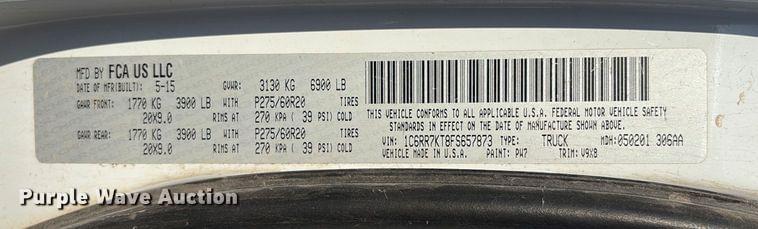 MFD BY FCA US LLC
DATE OF MFR(BUILT): 5-15 GVWR: 3130 KG 6900 LB
GAWR FRONT: 1770 KG 3900 LB WITH P275/60R20 TIRES
20X9.0 RIMS AT 270 KPA ( 39 PSI) COLD
GAWR REAR: 1770 KG 3900 LB WITH P275/60R20 TIRES
20X9.0 RIMS AT 270 KPA ( 39 PSI) COLD
THIS VEHICLE CONFORMS TO ALL APPLICABLE U.S.A. FEDERAL MOTOR VEHICLE SAFETY
STANDARDS IN EFFECT ON THE DATE OF MANUFACTURE SHOWN ABOVE
VIN: 1C6RR7KT8FS657873 TYPE: TRUCK MDH: 050201 306AA
VEHICLE MADE IN U.S.A. PAINT: PW7 TRIM: V9X8
Purple Wave Auction